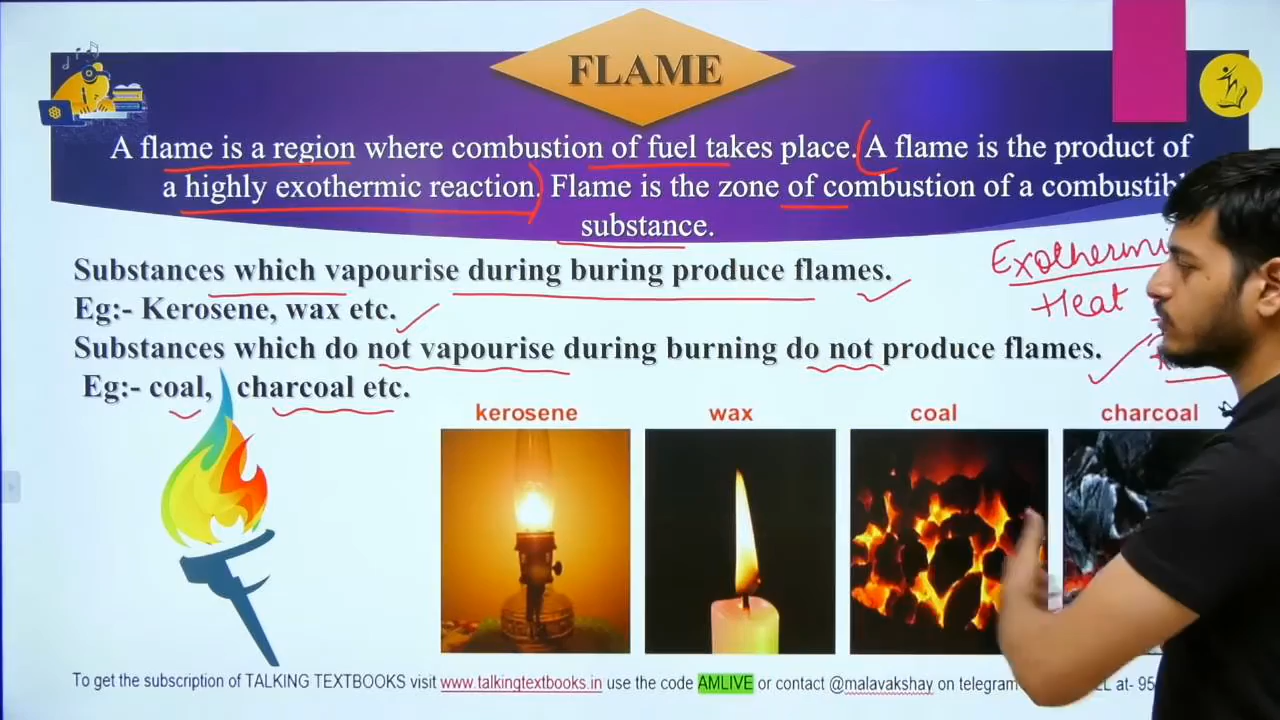 FLAME
A flame is a region where combustion of fuel takes place. A flame is the product of
a highly exothermic reaction. Flame is the zone of combustion of a combustibl
substance.
Substances which vapourise during buring produce flames.
Eg:- Kerosene, wax etc.
Exothermi
Heat
Substances which do not vapourise during burning do not produce flames.
Eg:- coal, charcoal etc.
kerosene wax coal charcoal
To get the subscription of TALKING TEXTBOOKS visit www.talkingtextbooks.in use the code AMLIVE or contact @malavakshay on telegram at- 95